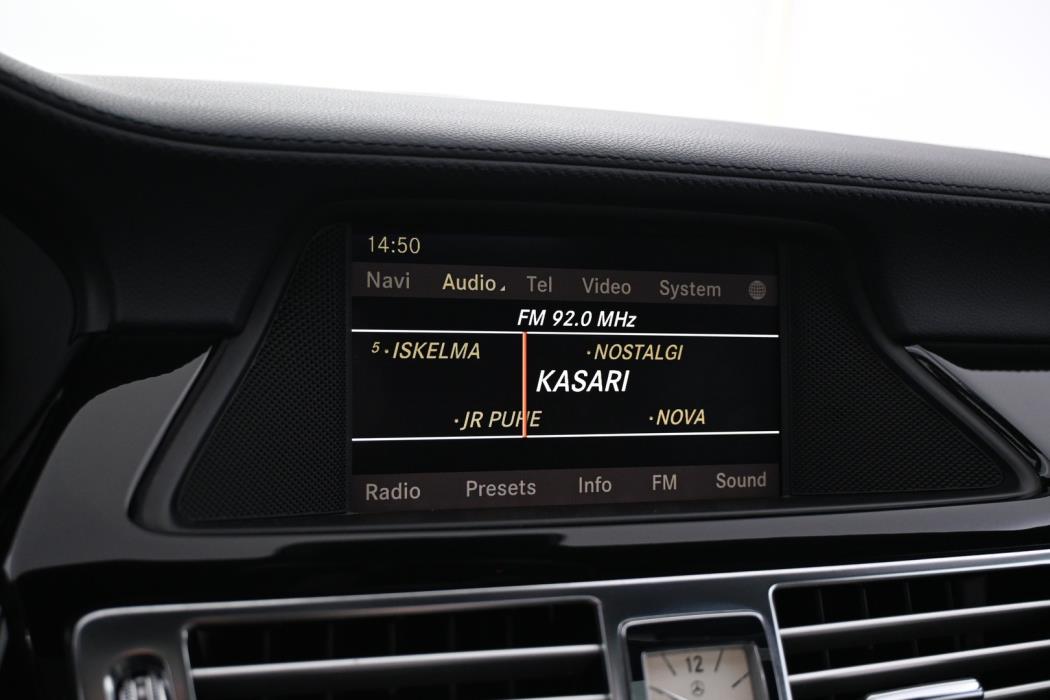 14:50
Navi Audio Tel Video System
FM 92.0 MHz
5·ISKELMA ·NOSTALGI
KASARI
·JR PUHE ·NOVA
Radio Presets Info FM Sound
12